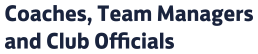 Coaches, Team Managers
and Club Officials